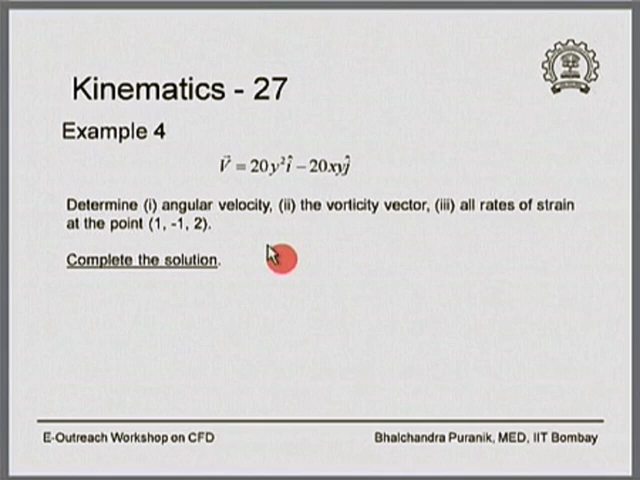 Kinematics - 27
Example 4
V⃗ = 20y²î − 20xyĵ
Determine (i) angular velocity, (ii) the vorticity vector, (iii) all rates of strain
at the point (1, -1, 2).
Complete the solution.
E-Outreach Workshop on CFD
Bhalchandra Puranik, MED, IIT Bombay